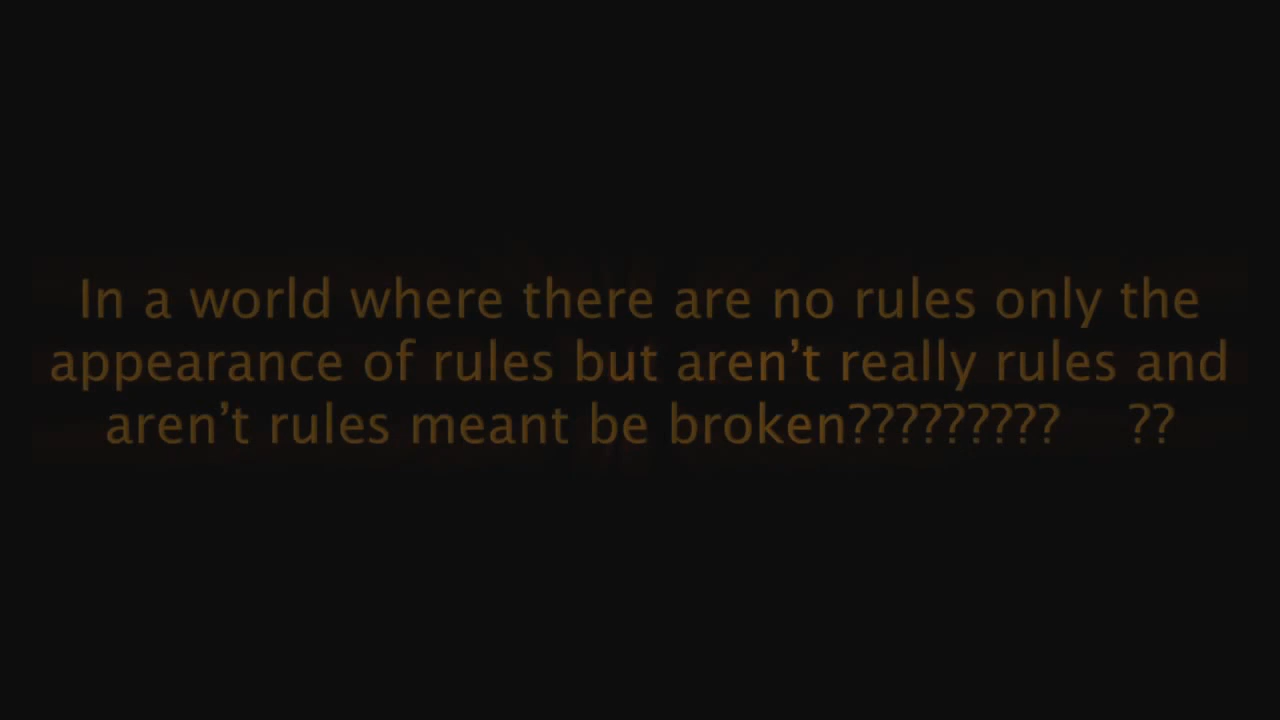 In a world where there are no rules only the
appearance of rules but aren’t really rules and
aren’t rules meant be broken????????? ??